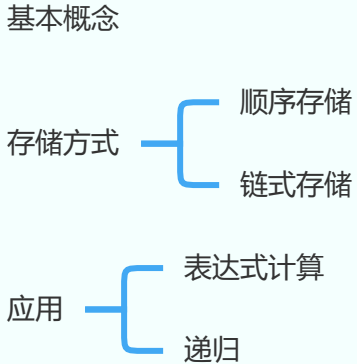 基本概念
顺序存储
存储方式
链式存储
表达式计算
应用
递归